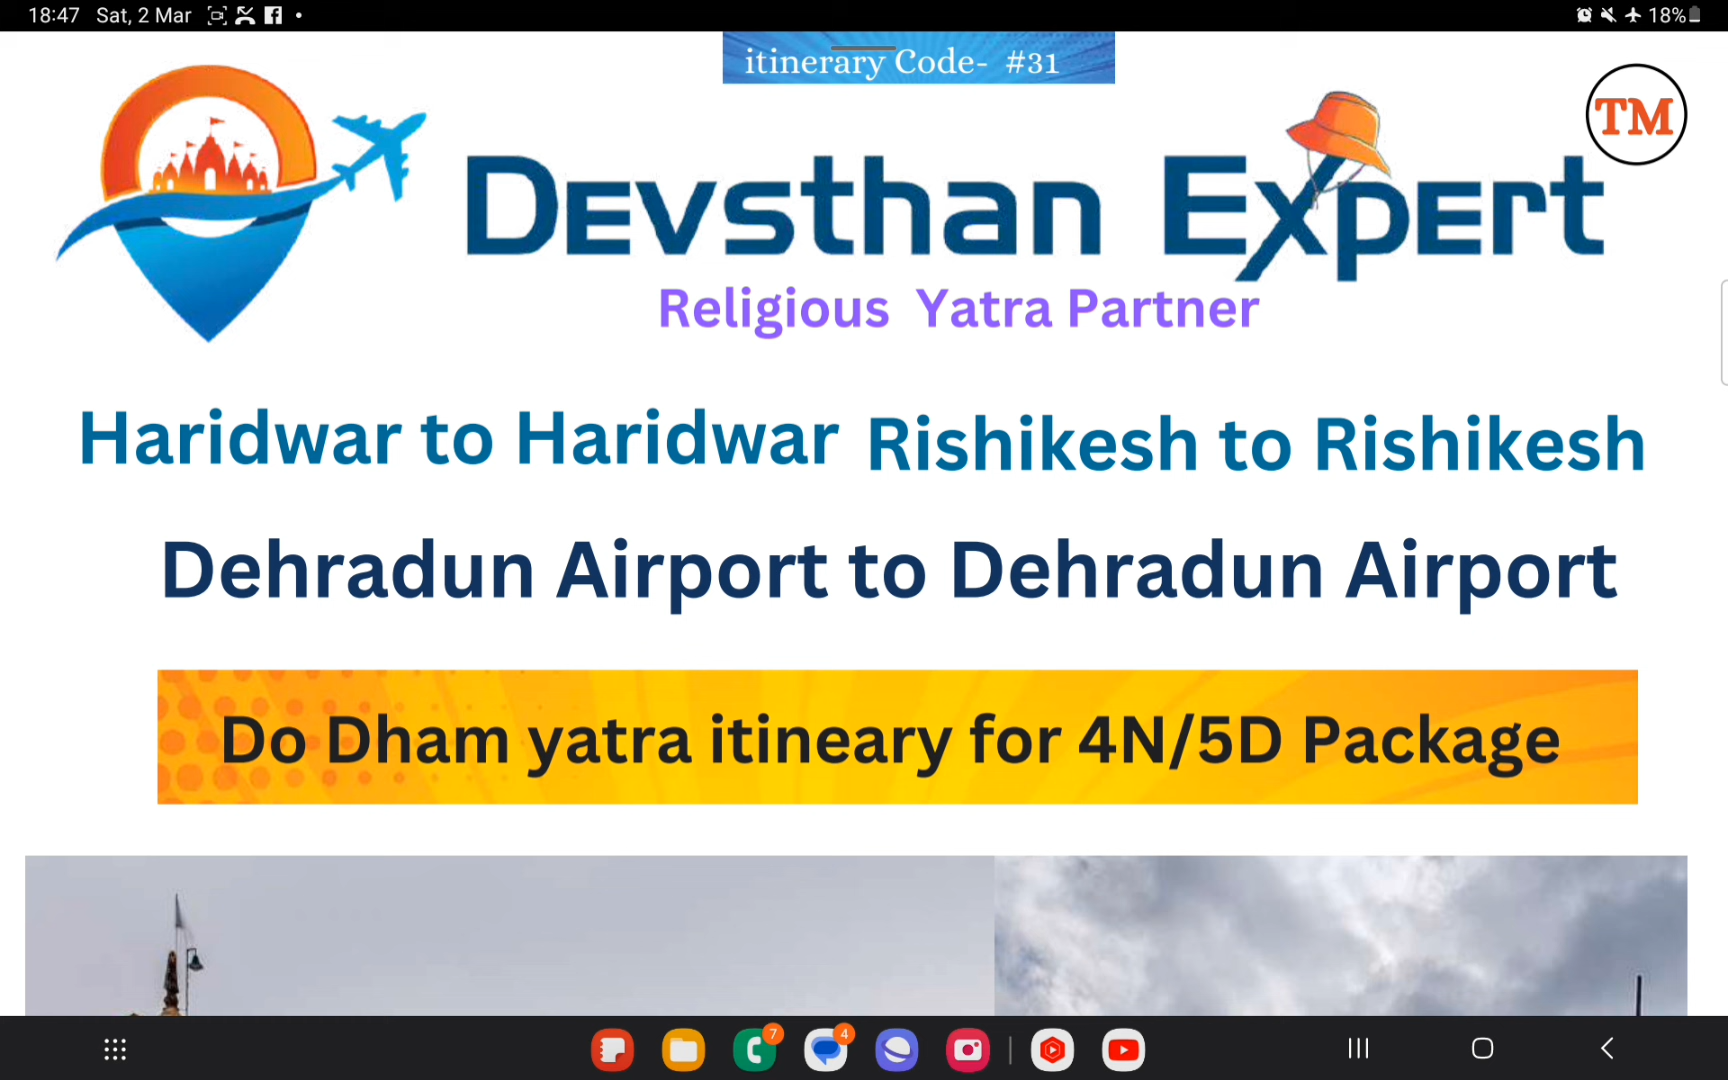 18:47 Sat, 2 Mar 18%
itinerary Code- #31
TM
Devsthan Expert
Religious Yatra Partner
Haridwar to Haridwar Rishikesh to Rishikesh
Dehradun Airport to Dehradun Airport
Do Dham yatra itineary for 4N/5D Package
7 4